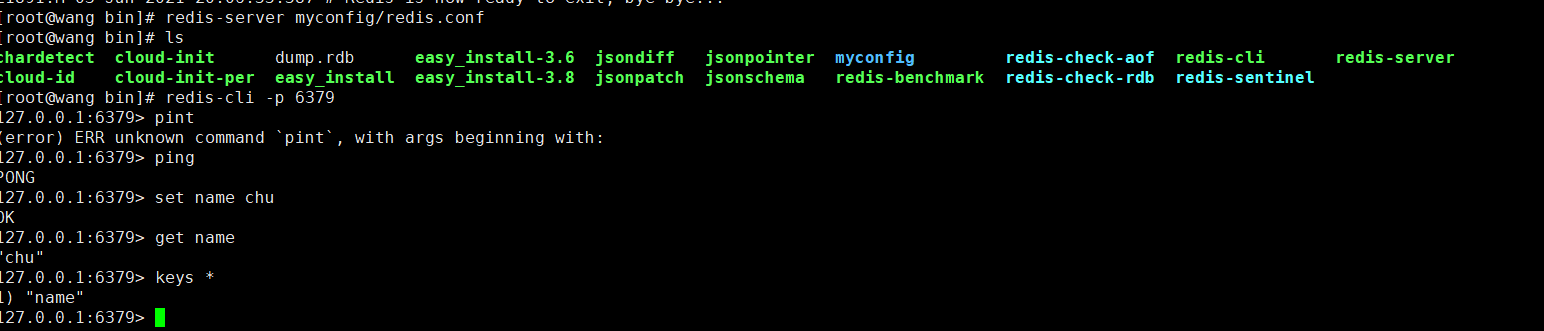 [root@wang bin]# redis-server myconfig/redis.conf
[root@wang bin]# ls
chardetect cloud-init dump.rdb easy_install-3.6 jsondiff jsonpointer myconfig redis-check-aof redis-cli redis-server
cloud-id cloud-init-per easy_install easy_install-3.8 jsonpatch jsonschema redis-benchmark redis-check-rdb redis-sentinel
[root@wang bin]# redis-cli -p 6379
127.0.0.1:6379> pint
(error) ERR unknown command `pint`, with args beginning with:
127.0.0.1:6379> ping
PONG
127.0.0.1:6379> set name chu
OK
127.0.0.1:6379> get name
"chu"
127.0.0.1:6379> keys *
1) "name"
127.0.0.1:6379>